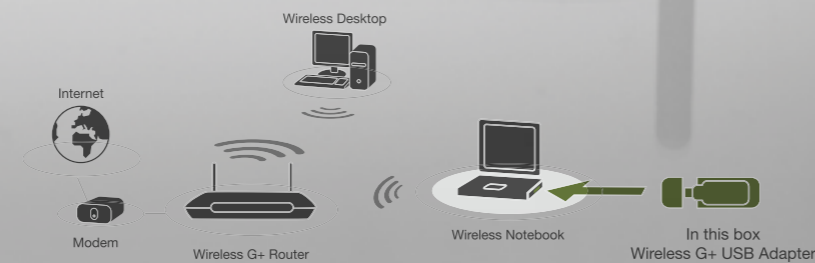 Wireless Desktop
Internet
Modem
Wireless G+ Router
Wireless Notebook
In this box
Wireless G+ USB Adapter